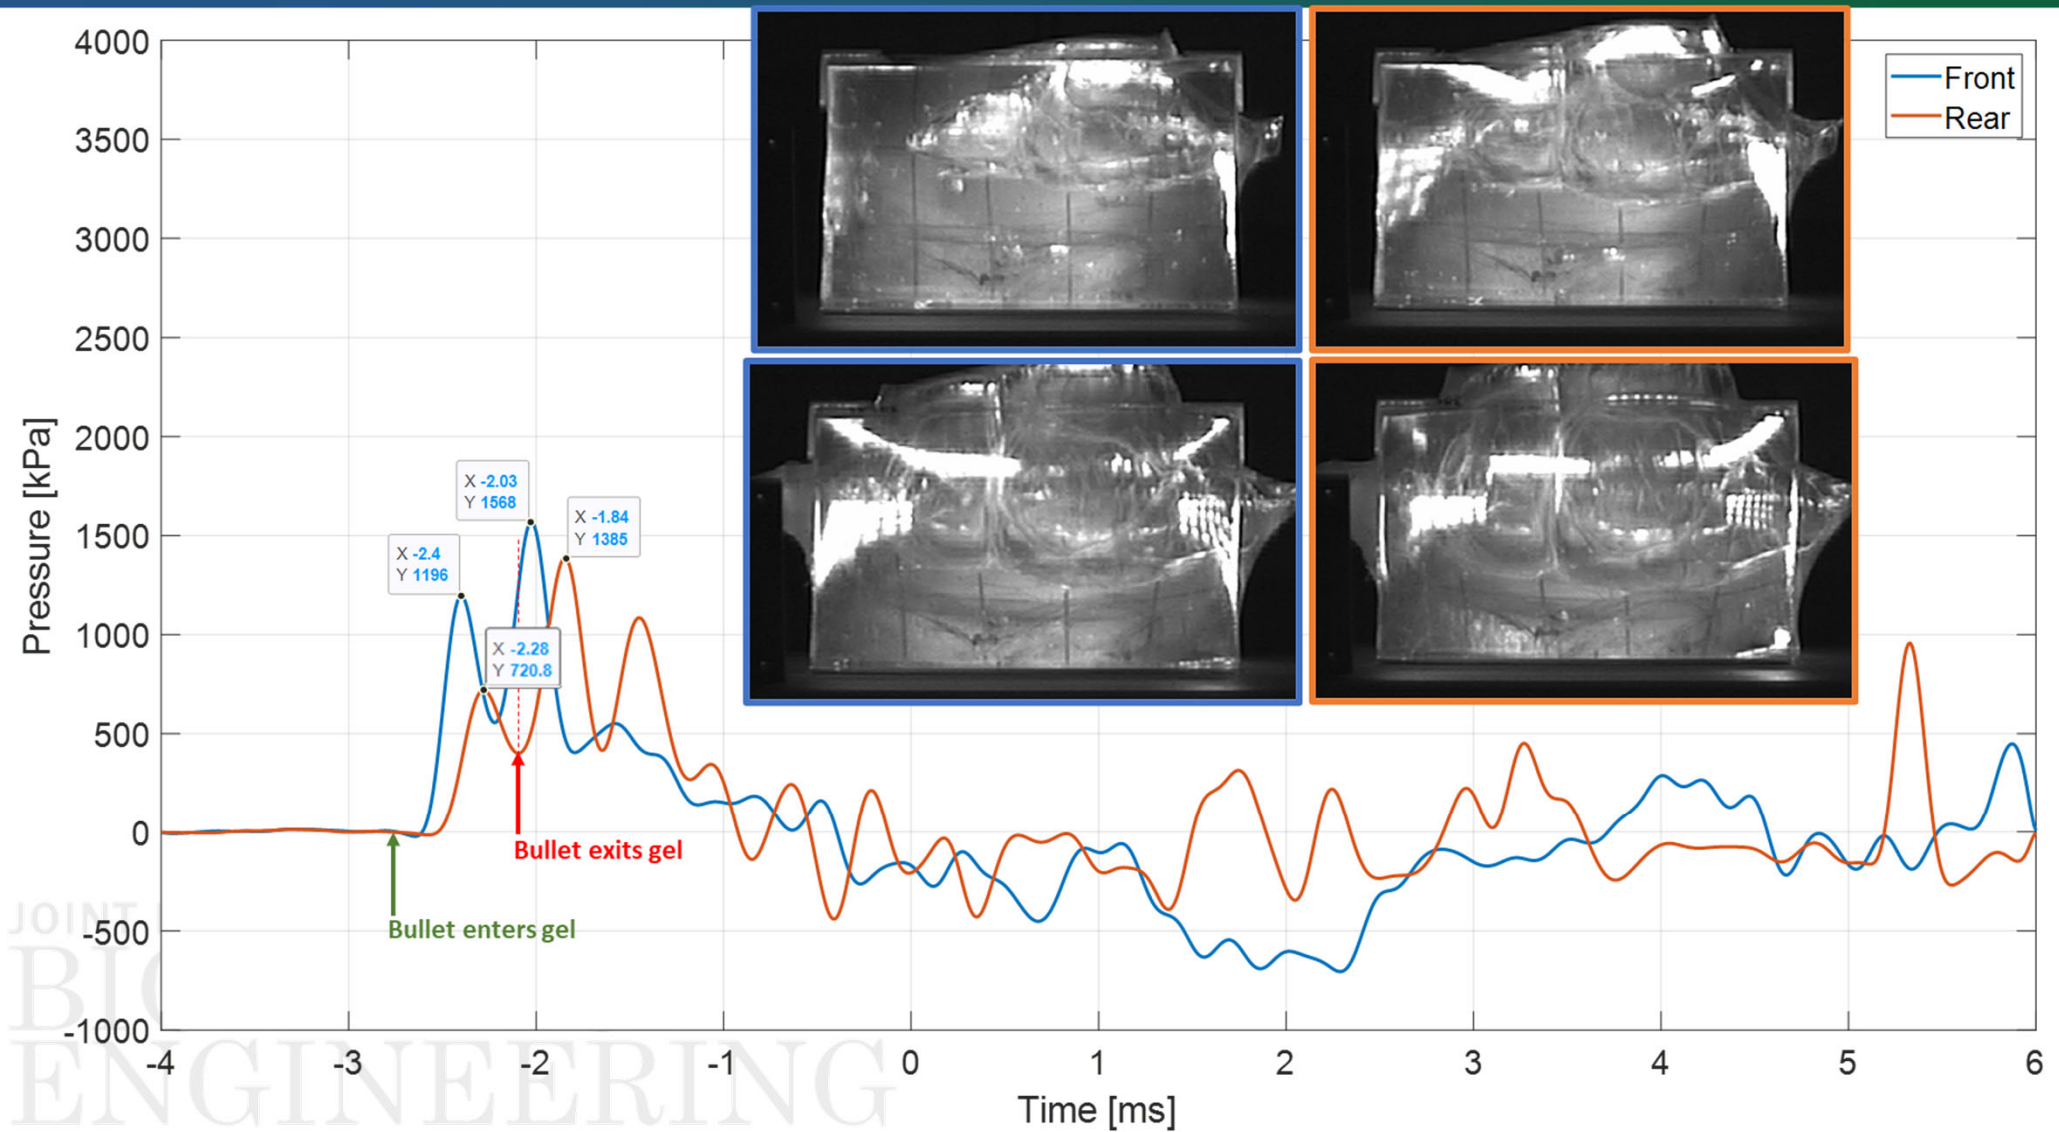 4000
3500
3000
2500
2000
1500
1000
500
0
-500
-1000
Pressure [kPa]
-4
-3
-2
-1
0
1
2
3
4
5
6
Time [ms]
Front
Rear
X -2.4
Y 1196
X -2.03
Y 1568
X -1.84
Y 1385
X -2.28
Y 720.8
Bullet exits gel
Bullet enters gel
JOINT
ENGINEERING